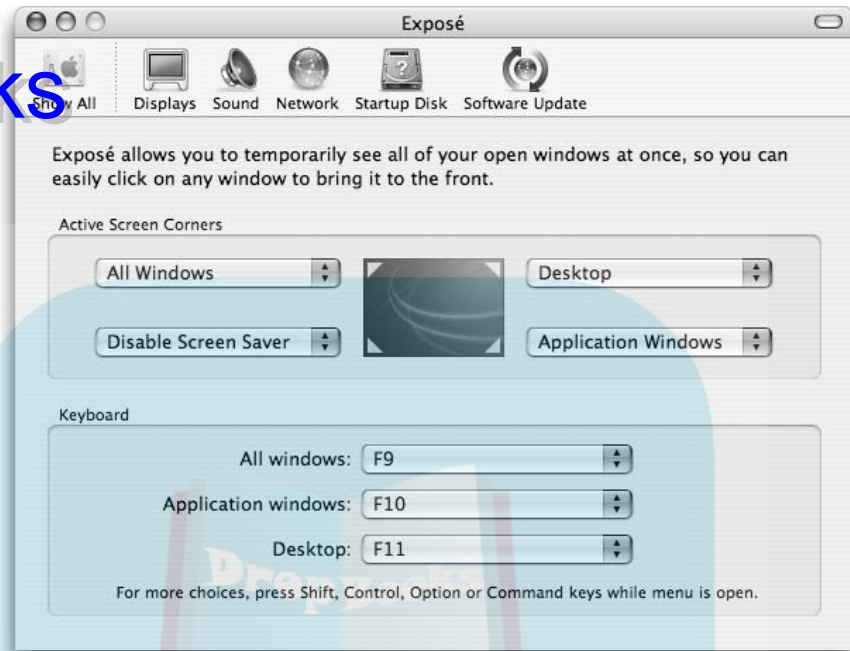 Exposé
ks
Show All Displays Sound Network Startup Disk Software Update
Exposé allows you to temporarily see all of your open windows at once, so you can
easily click on any window to bring it to the front.
Active Screen Corners
All Windows Desktop
Disable Screen Saver Application Windows
Keyboard
All windows: F9
Application windows: F10
Desktop: F11
DropBooks
For more choices, press Shift, Control, Option or Command keys while menu is open.